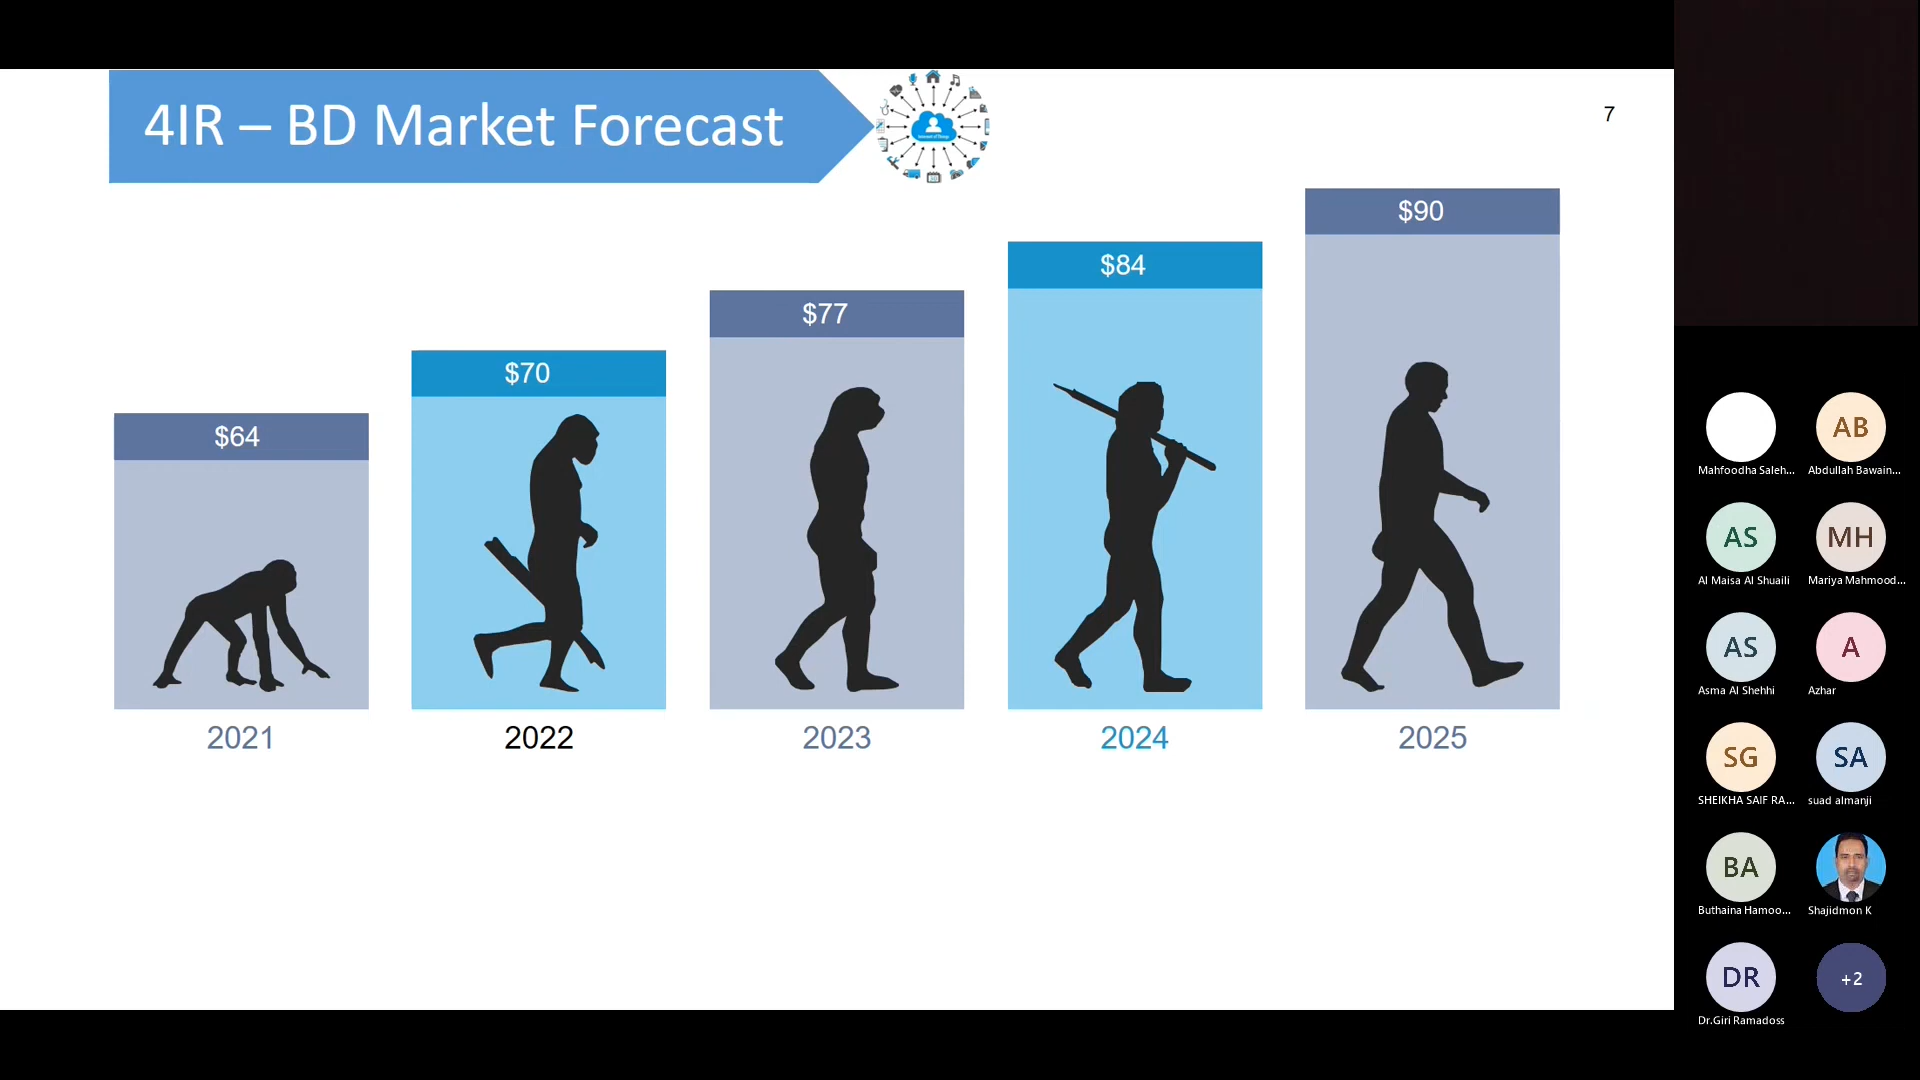 4IR – BD Market Forecast
7
$64
$70
$77
$84
$90
2021
2022
2023
2024
2025
Mahfoodha Saleh...
AB
Abdullah Bawain...
AS
Al Maisa Al Shuaili
MH
Mariya Mahmood...
AS
Asma Al Shehhi
A
Azhar
SG
SHEIKHA SAIF RA...
SA
suad almanji
BA
Buthaina Hamoo...
Shajidmon K
DR
Dr.Giri Ramadoss
+2